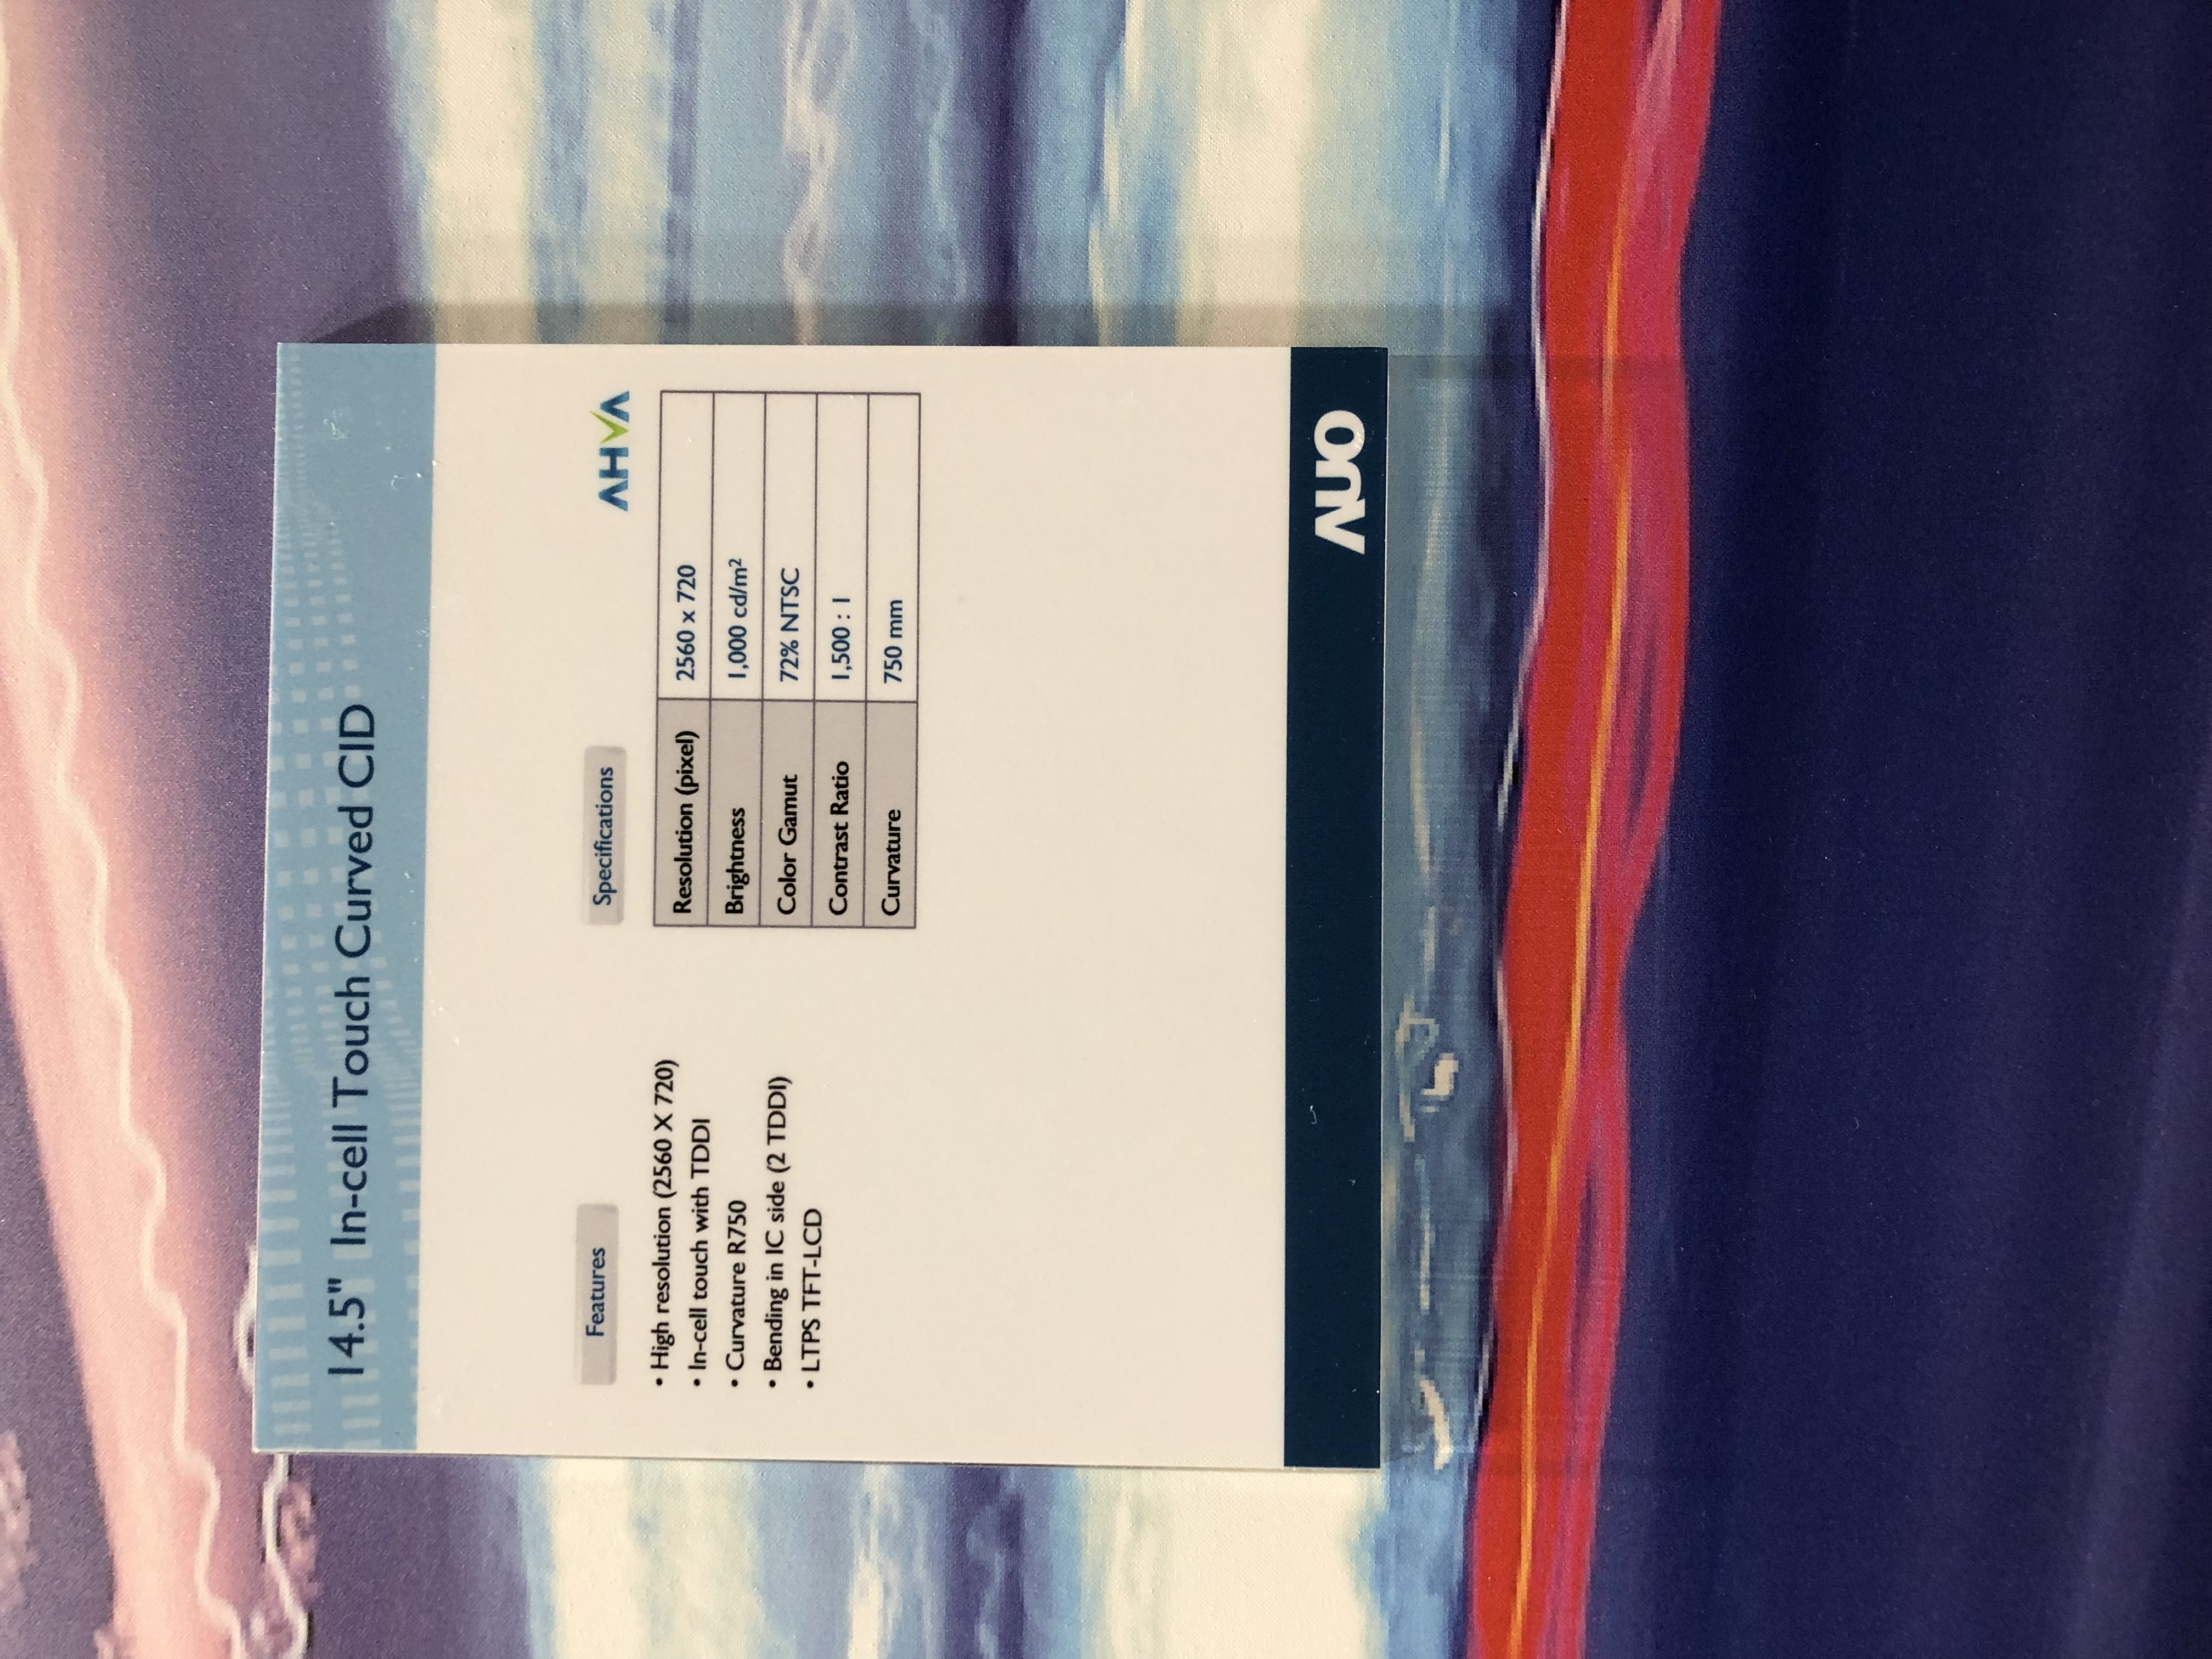 14.5" In-cell Touch Curved CID
Features
• High resolution (2560 X 720)
• In-cell touch with TDDI
• Curvature R750
• Bending in IC side (2 TDDI)
• LTPS TFT-LCD
Specifications
AHVA
Resolution (pixel) 2560 x 720
Brightness 1,000 cd/m²
Color Gamut 72% NTSC
Contrast Ratio 1,500 : 1
Curvature 750 mm
AUO